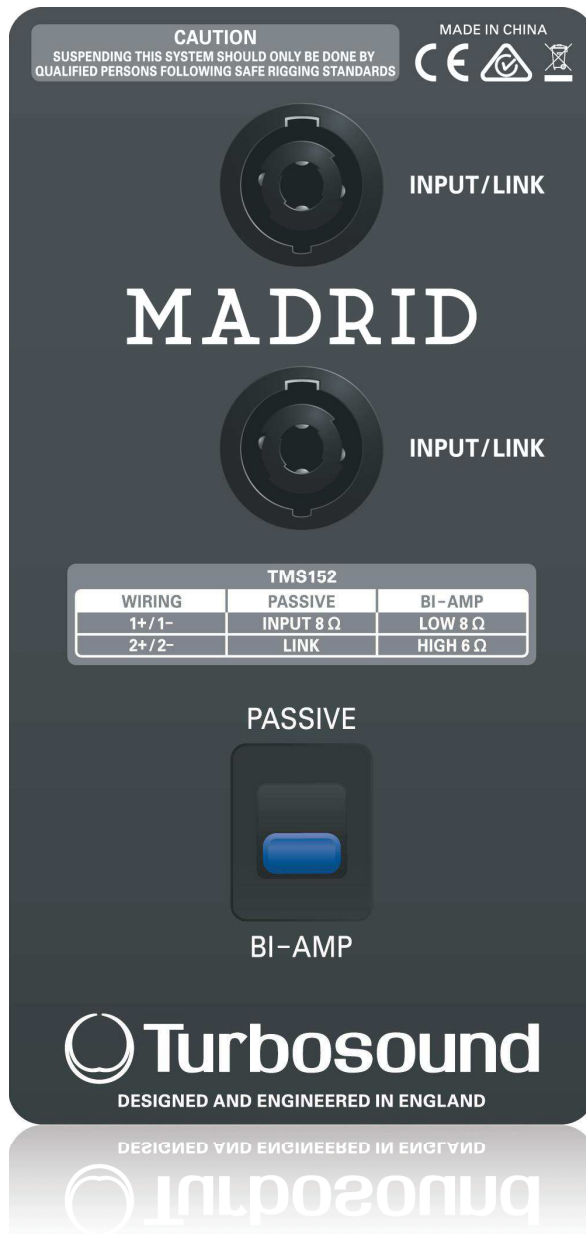 CAUTION
SUSPENDING THIS SYSTEM SHOULD ONLY BE DONE BY
QUALIFIED PERSONS FOLLOWING SAFE RIGGING STANDARDS
MADE IN CHINA
CE
INPUT/LINK
MADRID
INPUT/LINK
TMS152
WIRING PASSIVE BI-AMP
1+/1- INPUT 8 Ω LOW 8 Ω
2+/2- LINK HIGH 6 Ω
PASSIVE
BI-AMP
Turbosound
DESIGNED AND ENGINEERED IN ENGLAND